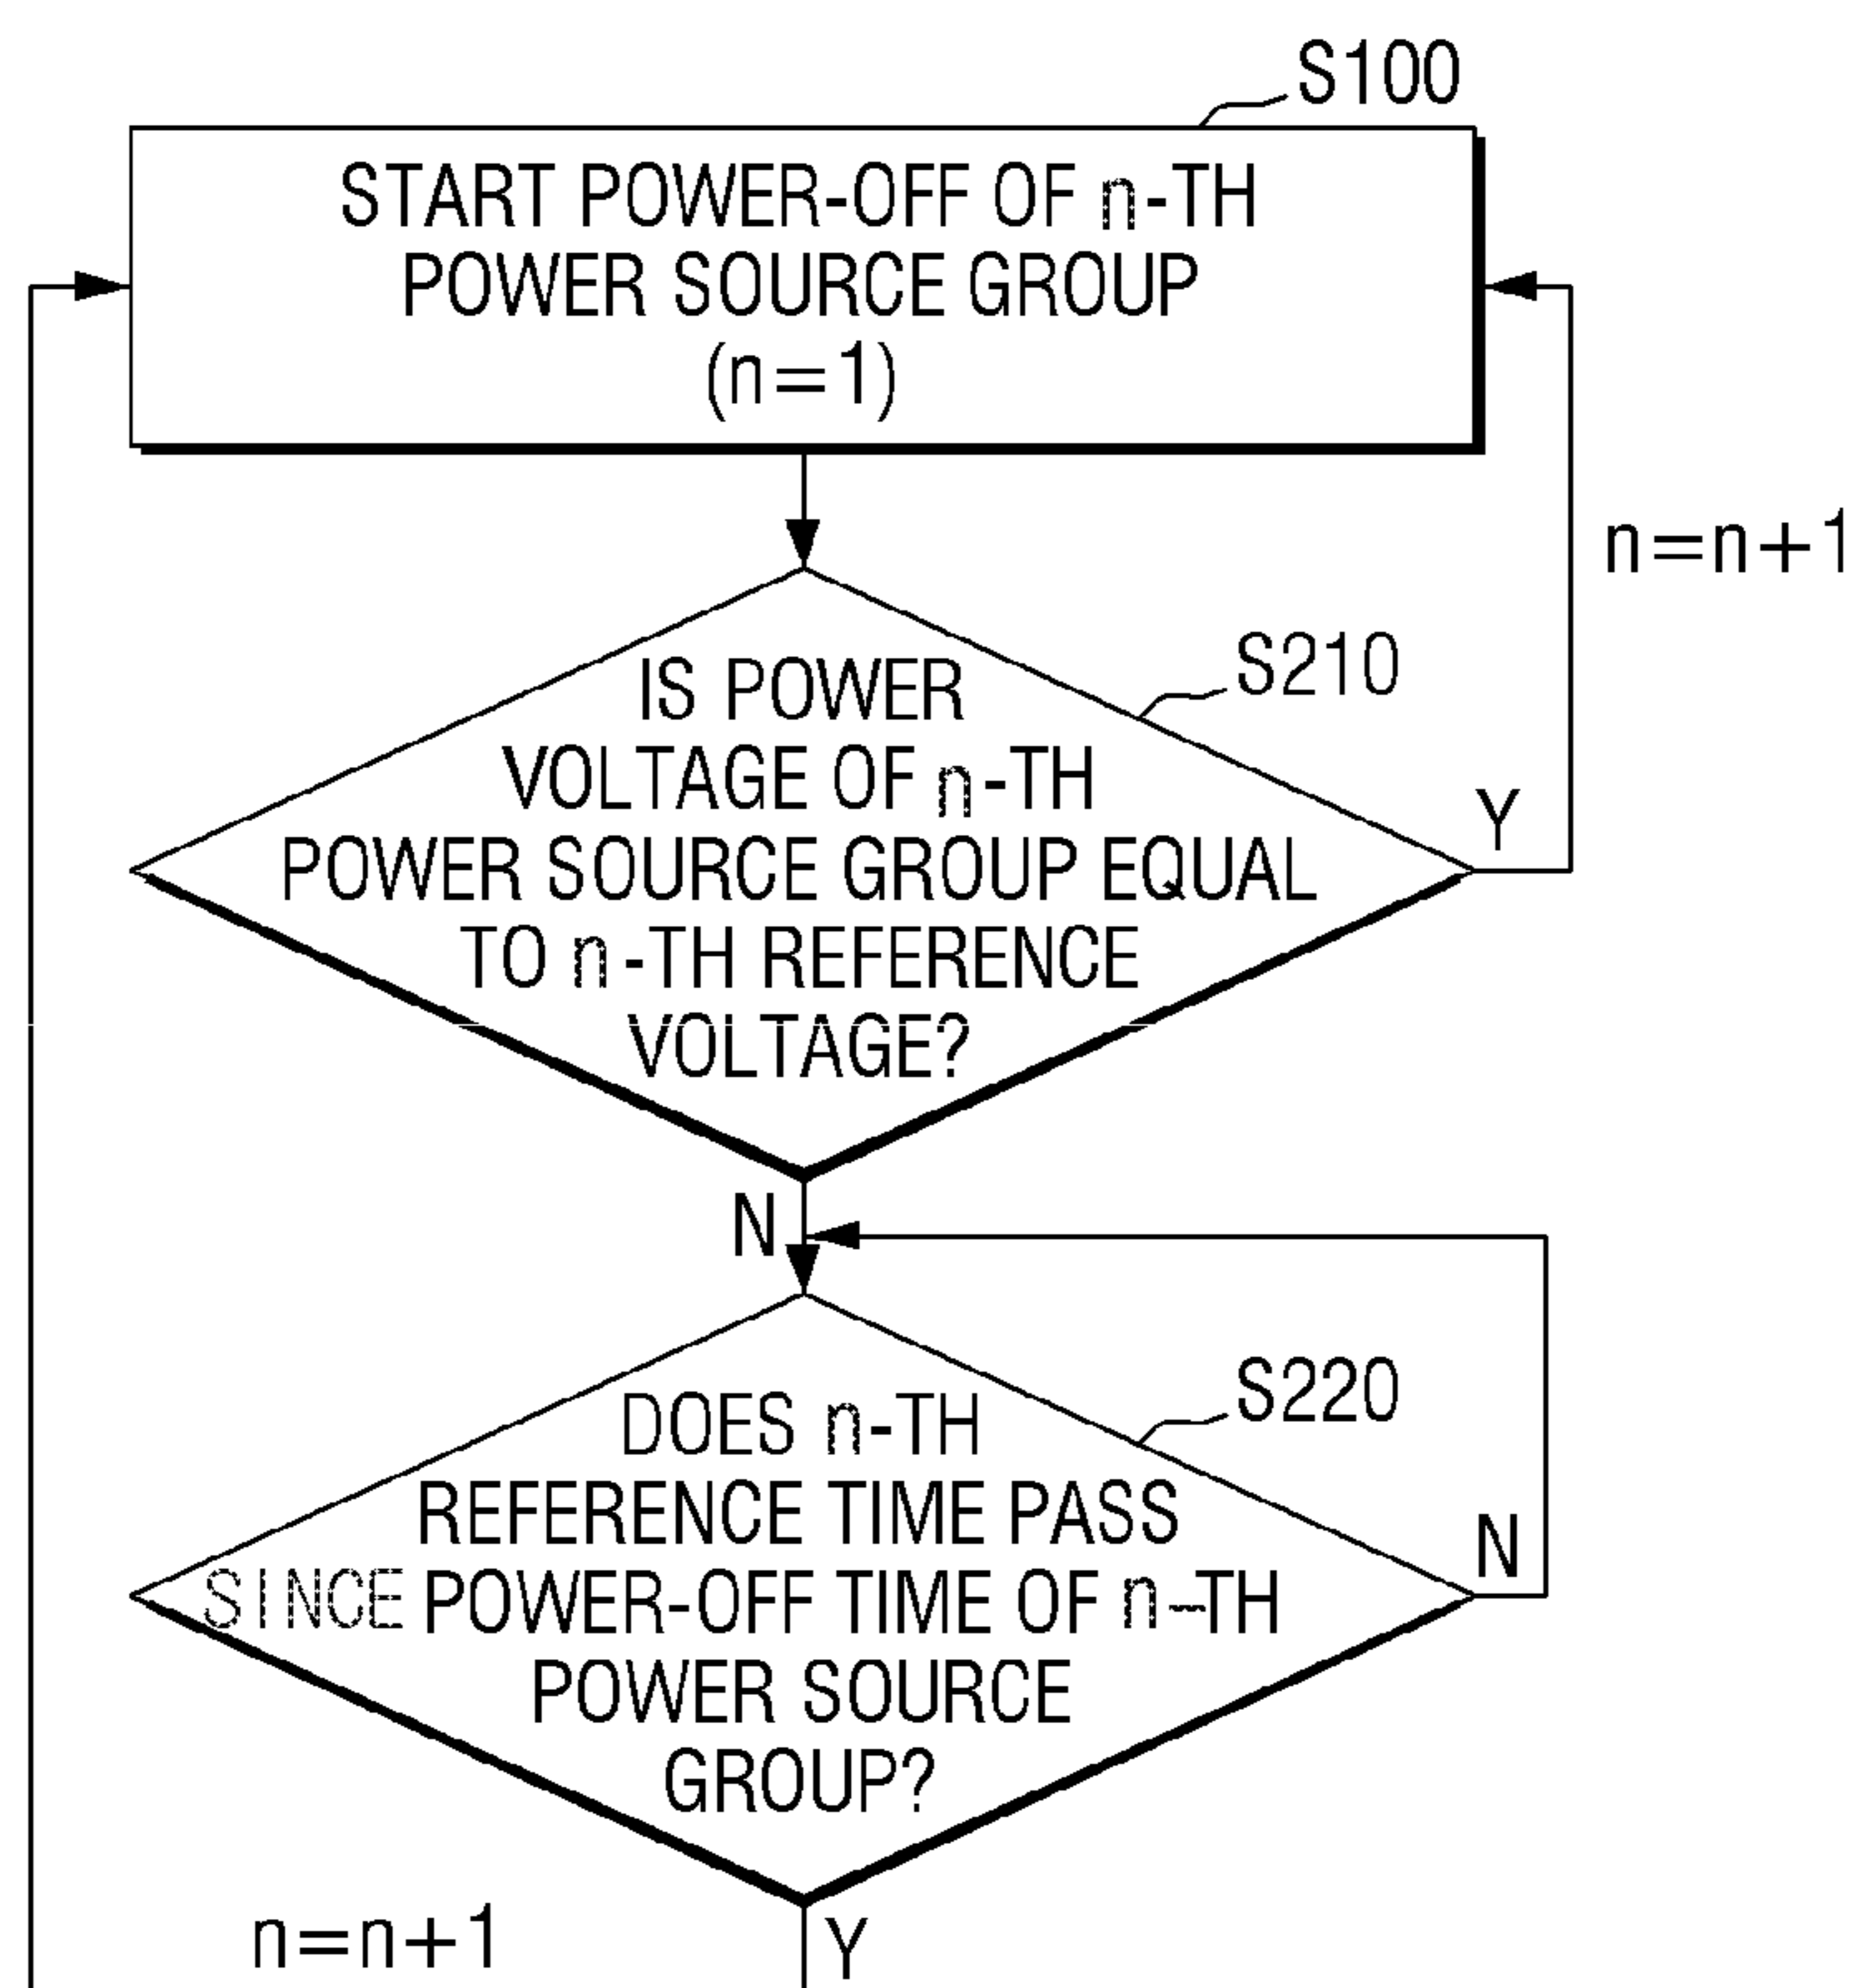 S100
START POWER-OFF OF n-TH
POWER SOURCE GROUP
(n=1)
n=n+1
S210
IS POWER
VOLTAGE OF n-TH
POWER SOURCE GROUP EQUAL
TO n-TH REFERENCE
VOLTAGE?
Y
N
S220
DOES n-TH
REFERENCE TIME PASS
SINCE POWER-OFF TIME OF n-TH
POWER SOURCE
GROUP?
N
n=n+1
Y